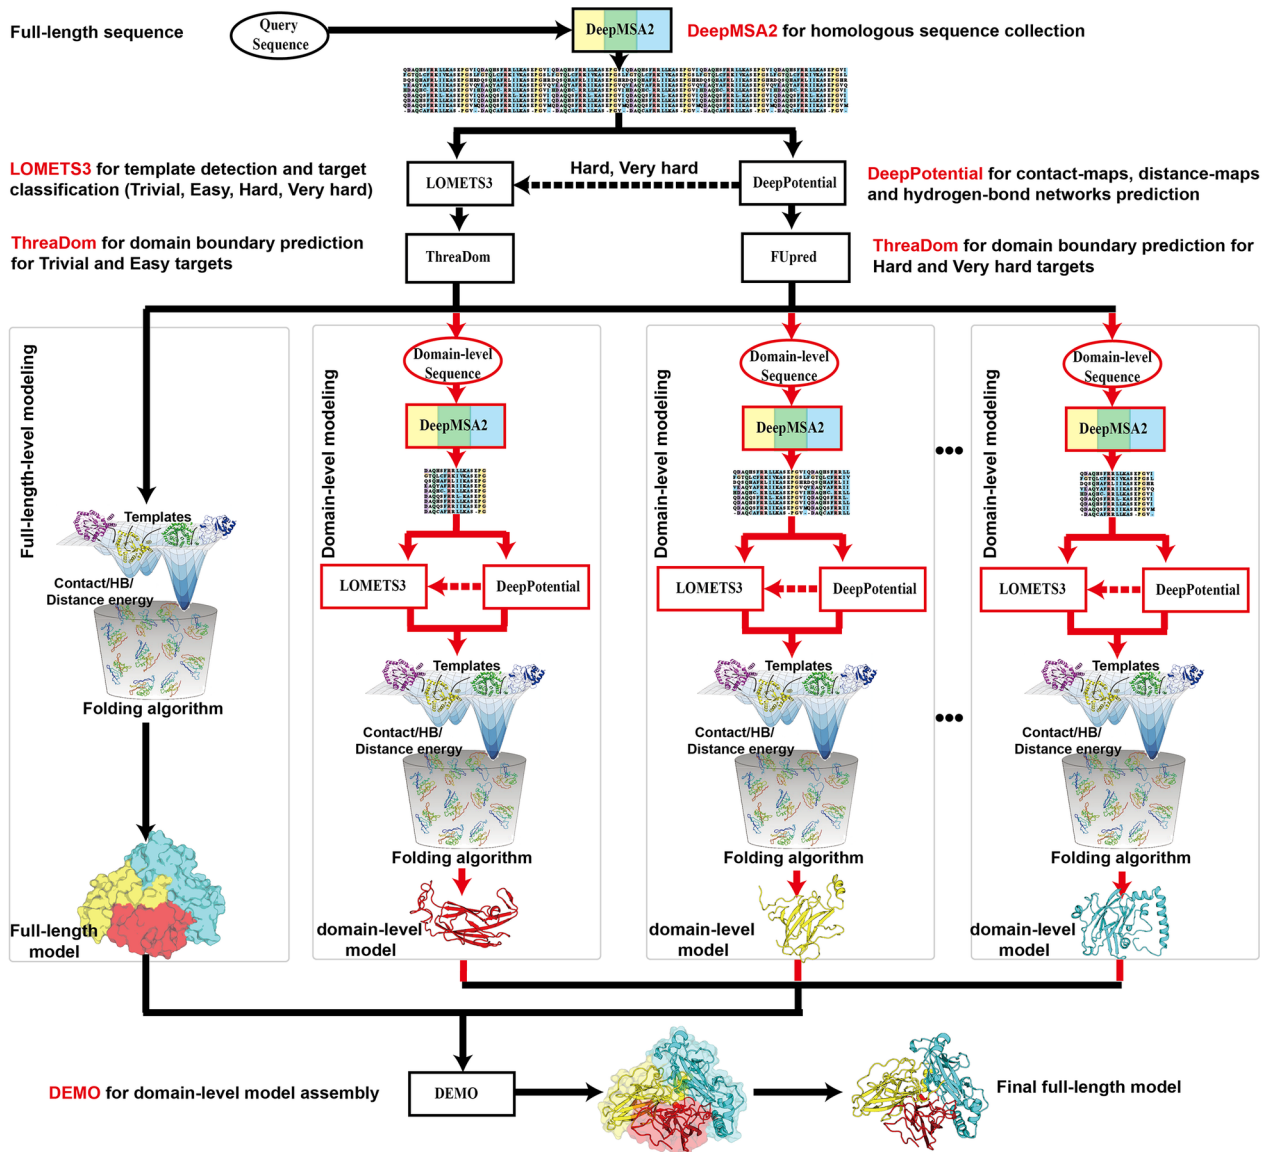 Full-length sequence
Query
Sequence
DeepMSA2
DeepMSA2 for homologous sequence collection
LOMETS3 for template detection and target
classification (Trivial, Easy, Hard, Very hard)
LOMETS3
Hard, Very hard
DeepPotential
DeepPotential for contact-maps, distance-maps
and hydrogen-bond networks prediction
ThreaDom for domain boundary prediction
for Trivial and Easy targets
ThreaDom
FUpred
ThreaDom for domain boundary prediction for
Hard and Very hard targets
Full-length-level modeling
Templates
Contact/HB/
Distance energy
Folding algorithm
Full-length
model
Domain-level modeling
Domain-level
Sequence
DeepMSA2
LOMETS3
DeepPotential
Templates
Contact/HB/
Distance energy
Folding algorithm
domain-level
model
Domain-level modeling
Domain-level
Sequence
DeepMSA2
LOMETS3
DeepPotential
Templates
Contact/HB/
Distance energy
Folding algorithm
domain-level
model
Domain-level modeling
Domain-level
Sequence
DeepMSA2
LOMETS3
DeepPotential
Templates
Contact/HB/
Distance energy
Folding algorithm
domain-level
model
DEMO for domain-level model assembly
DEMO
Final full-length model